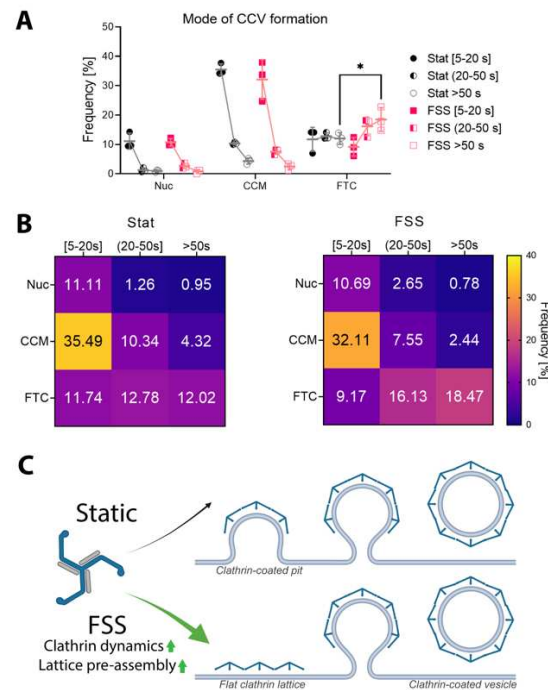 A
Mode of CCV formation
Frequency [%]
50
40
30
20
10
0
Nuc
CCM
FTC
*
Stat [5-20 s]
Stat (20-50 s]
Stat >50 s
FSS [5-20 s]
FSS (20-50 s]
FSS >50 s
B
Stat
[5-20s] (20-50s] >50s
Nuc 11.11 1.26 0.95
CCM 35.49 10.34 4.32
FTC 11.74 12.78 12.02
FSS
[5-20s] (20-50s] >50s
Nuc 10.69 2.65 0.78
CCM 32.11 7.55 2.44
FTC 9.17 16.13 18.47
40
30
20
10
0
Frequency [%]
C
Static
Clathrin-coated pit
FSS
Clathrin dynamics
Lattice pre-assembly
Flat clathrin lattice
Clathrin-coated vesicle